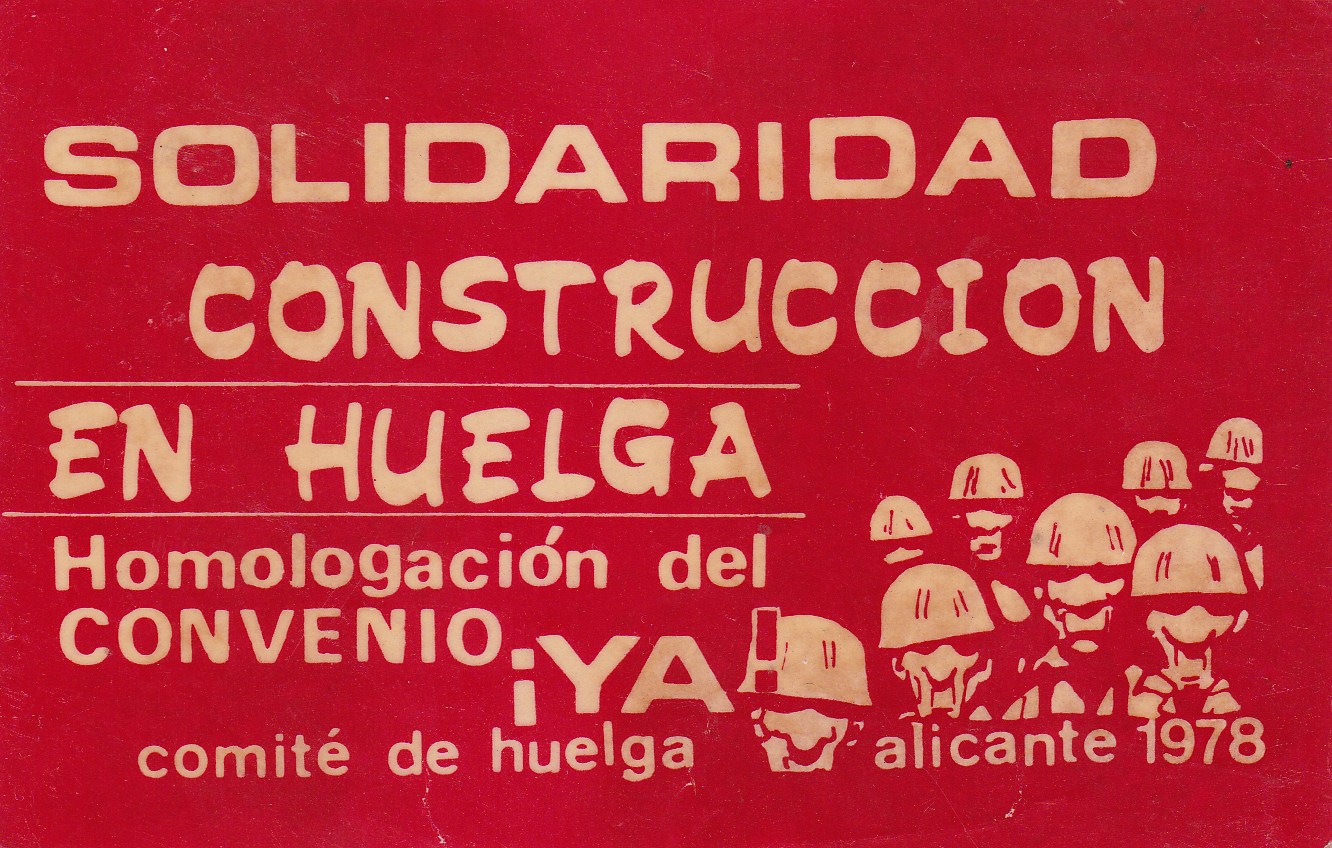 SOLIDARIDAD
CONSTRUCCION
EN HUELGA
Homologación del
CONVENIO
¡YA!
comité de huelga alicante 1978